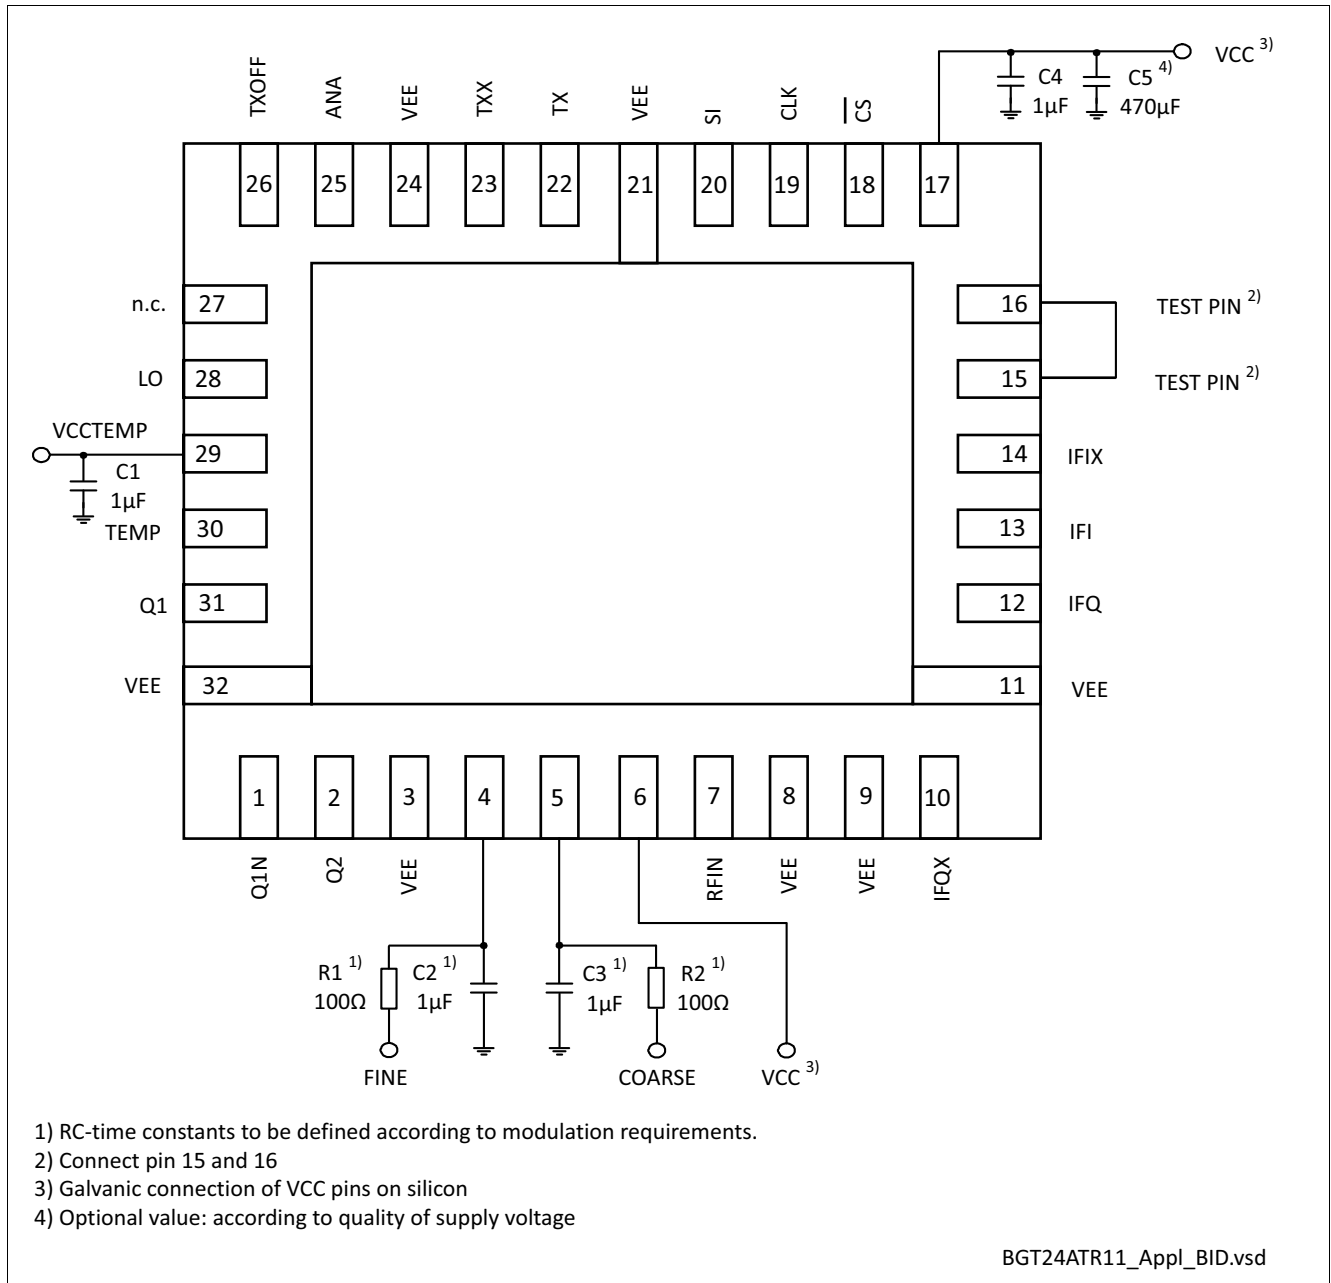 VCC 3)
C4
1µF
C5 4)
470µF
TXOFF
ANA
VEE
TXX
TX
VEE
SI
CLK
CS
26
25
24
23
22
21
20
19
18
17
n.c.
27
16
TEST PIN 2)
LO
28
15
TEST PIN 2)
VCCTEMP
29
14
IFIX
C1
1µF
TEMP
30
13
IFI
Q1
31
12
IFQ
VEE
32
11
VEE
1
2
3
4
5
6
7
8
9
10
Q1N
Q2
VEE
RFIN
VEE
VEE
IFQX
R1 1)
100Ω
C2 1)
1µF
C3 1)
1µF
R2 1)
100Ω
FINE
COARSE
VCC 3)
1) RC-time constants to be defined according to modulation requirements.
2) Connect pin 15 and 16
3) Galvanic connection of VCC pins on silicon
4) Optional value: according to quality of supply voltage
BGT24ATR11_Appl_BID.vsd